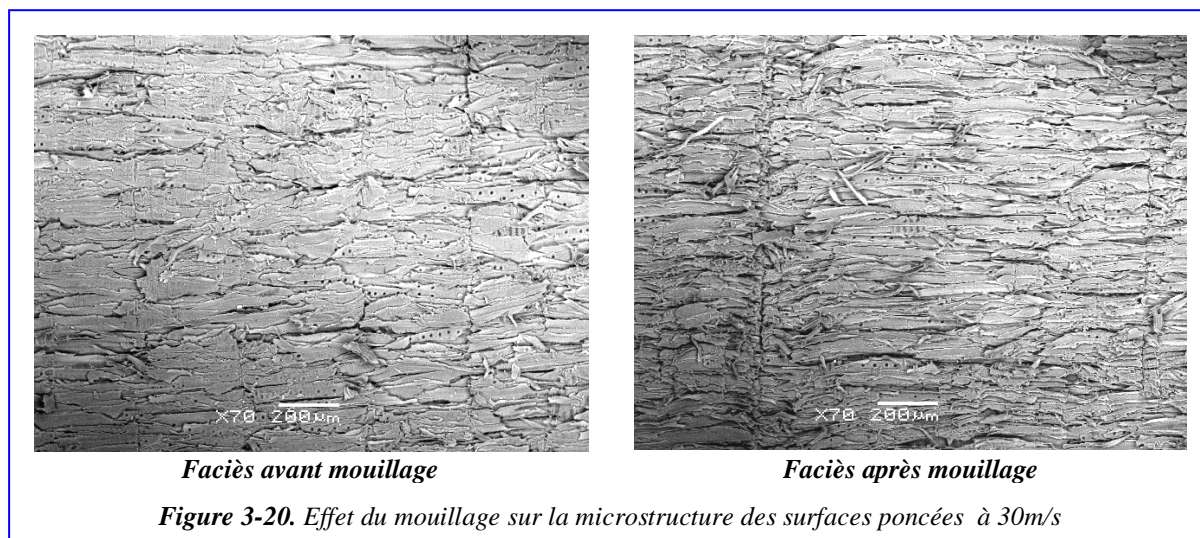 X70 200µm
X70 200µm
Faciès avant mouillage
Faciès après mouillage
Figure 3-20. Effet du mouillage sur la microstructure des surfaces poncées à 30m/s